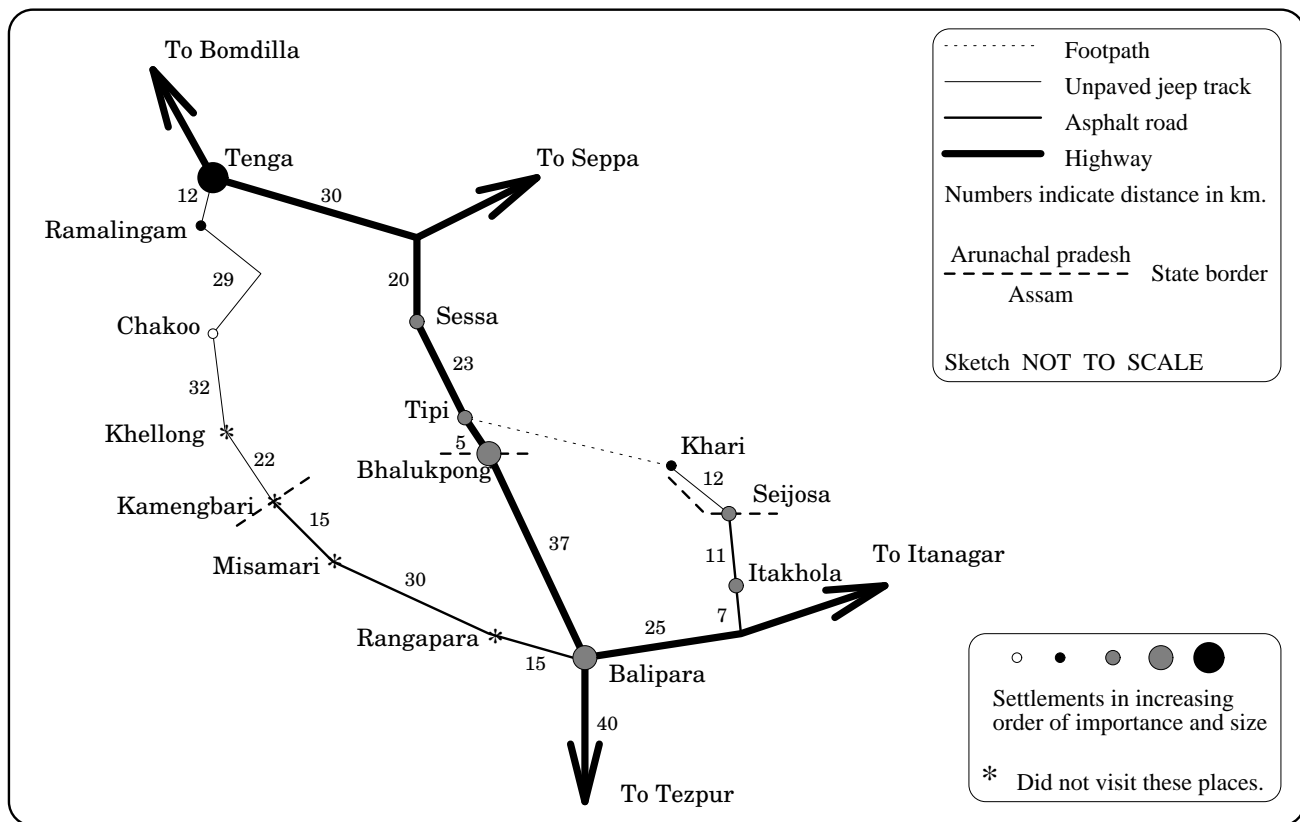 To Bomdilla
Footpath
Unpaved jeep track
Asphalt road
Highway
Numbers indicate distance in km.
Arunachal pradesh
State border
Assam
Sketch NOT TO SCALE
Tenga
To Seppa
12
30
Ramalingam
29
20
Chakoo
Sessa
23
32
Tipi
Khellong
5
Bhalukpong
Khari
22
12
Kamengbari
Seijosa
15
37
11
To Itanagar
Misamari
Itakhola
30
7
Rangapara
25
15
Balipara
40
To Tezpur
Settlements in increasing
order of importance and size
* Did not visit these places.